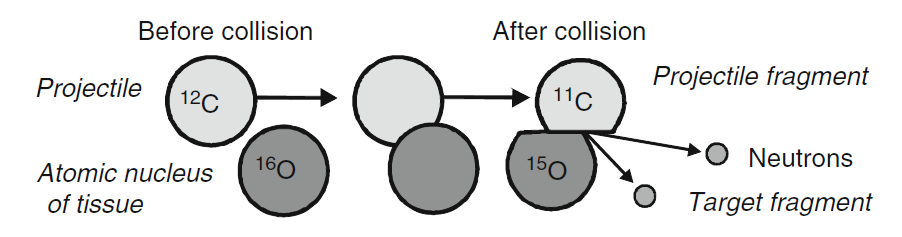 Before collision
After collision
Projectile
¹²C
¹¹C
Projectile fragment
Atomic nucleus
of tissue
¹⁶O
¹⁵O
Neutrons
Target fragment